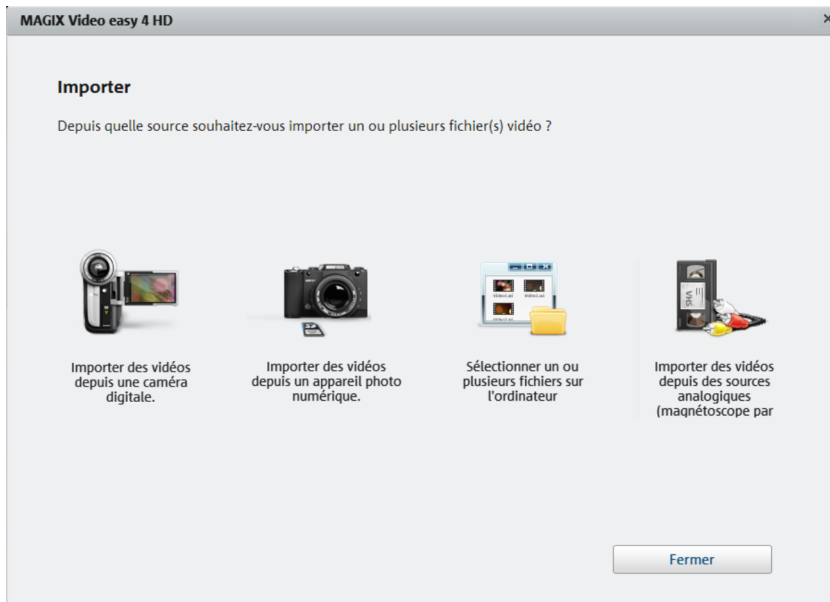 MAGIX Video easy 4 HD
Importer
Depuis quelle source souhaitez-vous importer un ou plusieurs fichier(s) vidéo ?
VHS
Importer des vidéos
depuis une caméra
digitale.
Importer des vidéos
depuis un appareil photo
numérique.
Sélectionner un ou
plusieurs fichiers sur
l'ordinateur
Importer des vidéos
depuis des sources
analogiques
(magnétoscope par
Fermer